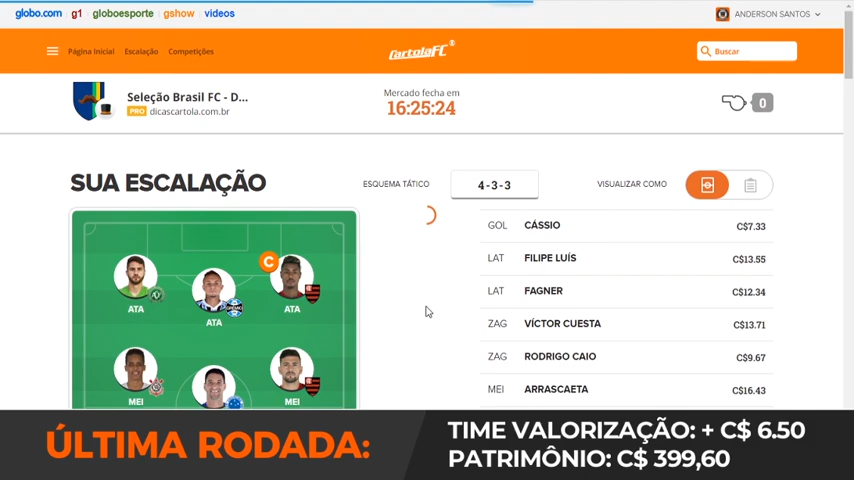 globo.com g1 globoesporte gshow videos
ANDERSON SANTOS
Página Inicial Escalação Competições
CartolaFC
Buscar
Seleção Brasil FC - D...
PRO dicascartola.com.br
Mercado fecha em
16:25:24
0
SUA ESCALAÇÃO
ESQUEMA TÁTICO
4-3-3
VISUALIZAR COMO
C
ATA
ATA
ATA
MEI
MEI
GOL CÁSSIO C$7.33
LAT FILIPE LUÍS C$13.55
LAT FAGNER C$12.34
ZAG VÍCTOR CUESTA C$13.71
ZAG RODRIGO CAIO C$9.67
MEI ARRASCAETA C$16.43
ÚLTIMA RODADA:
TIME VALORIZAÇÃO: + C$ 6.50
PATRIMÔNIO: C$ 399,60